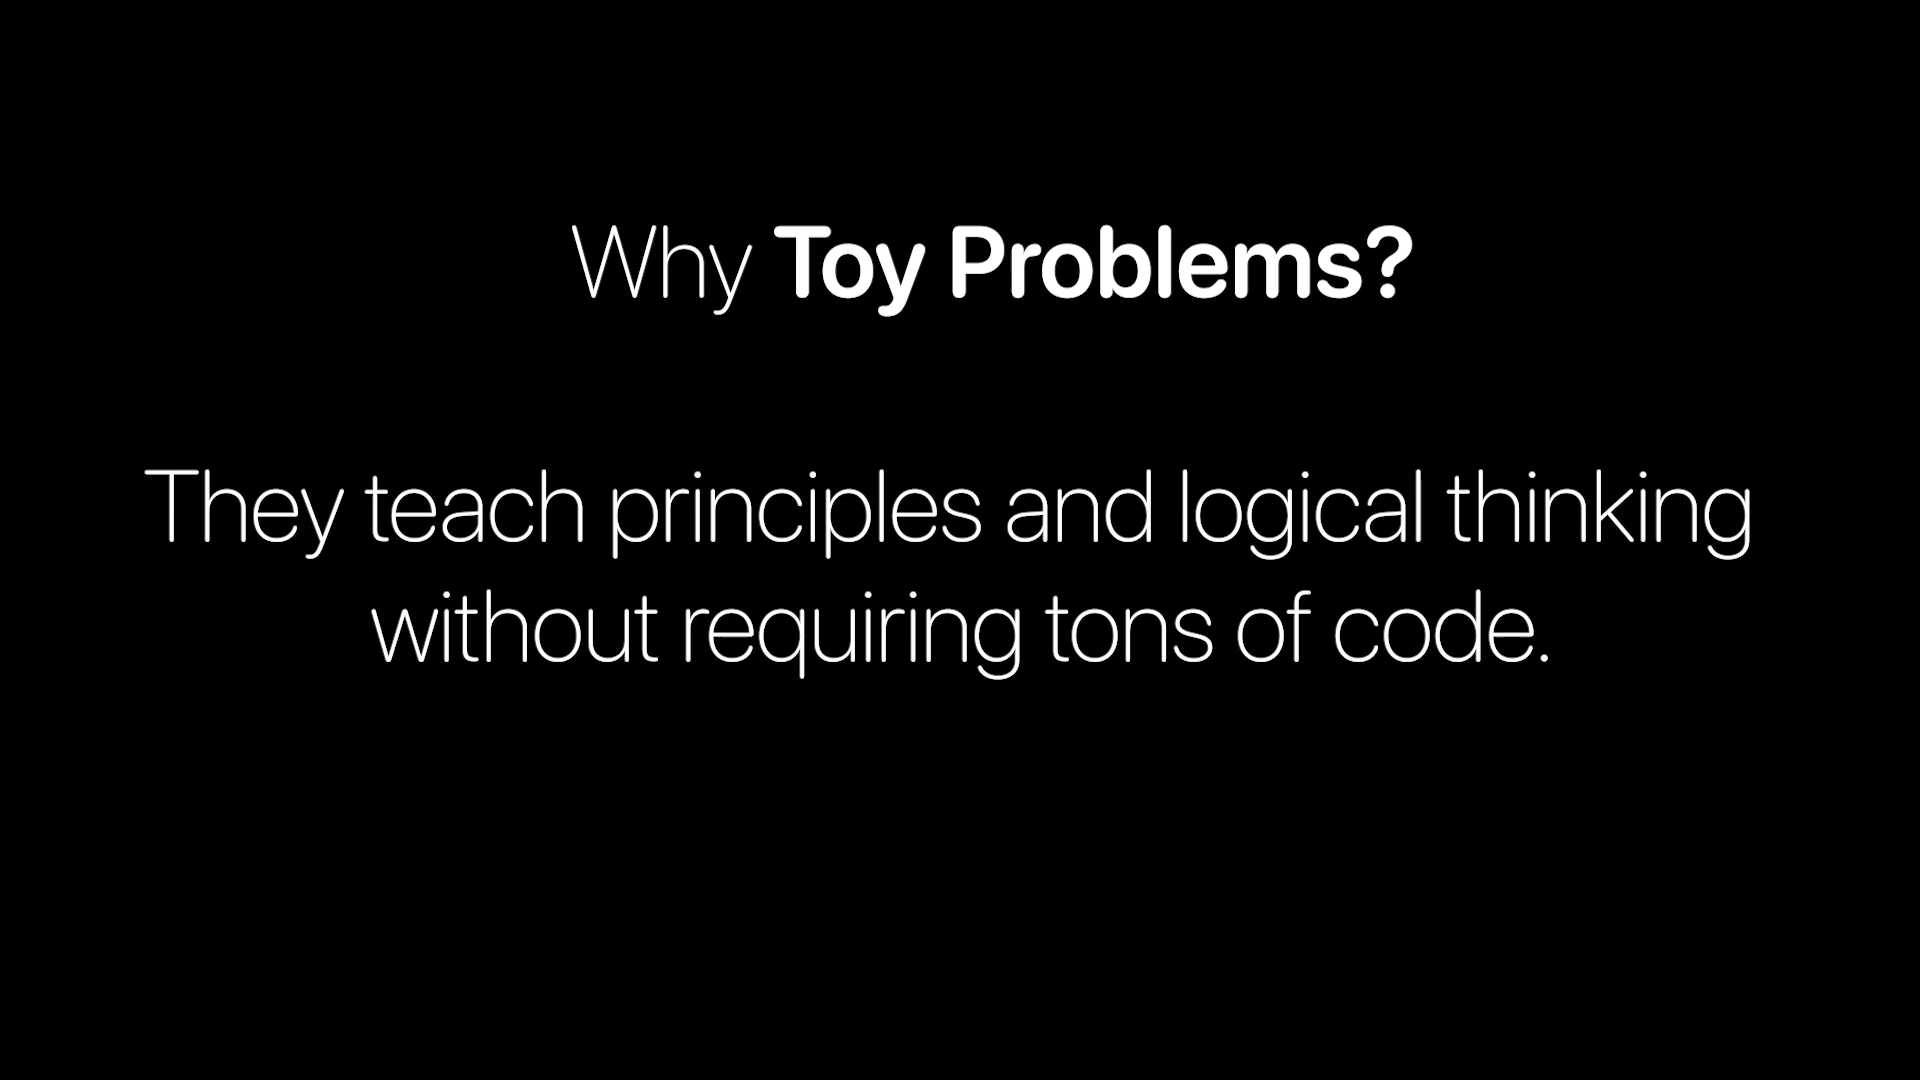 Why Toy Problems?
They teach principles and logical thinking
without requiring tons of code.